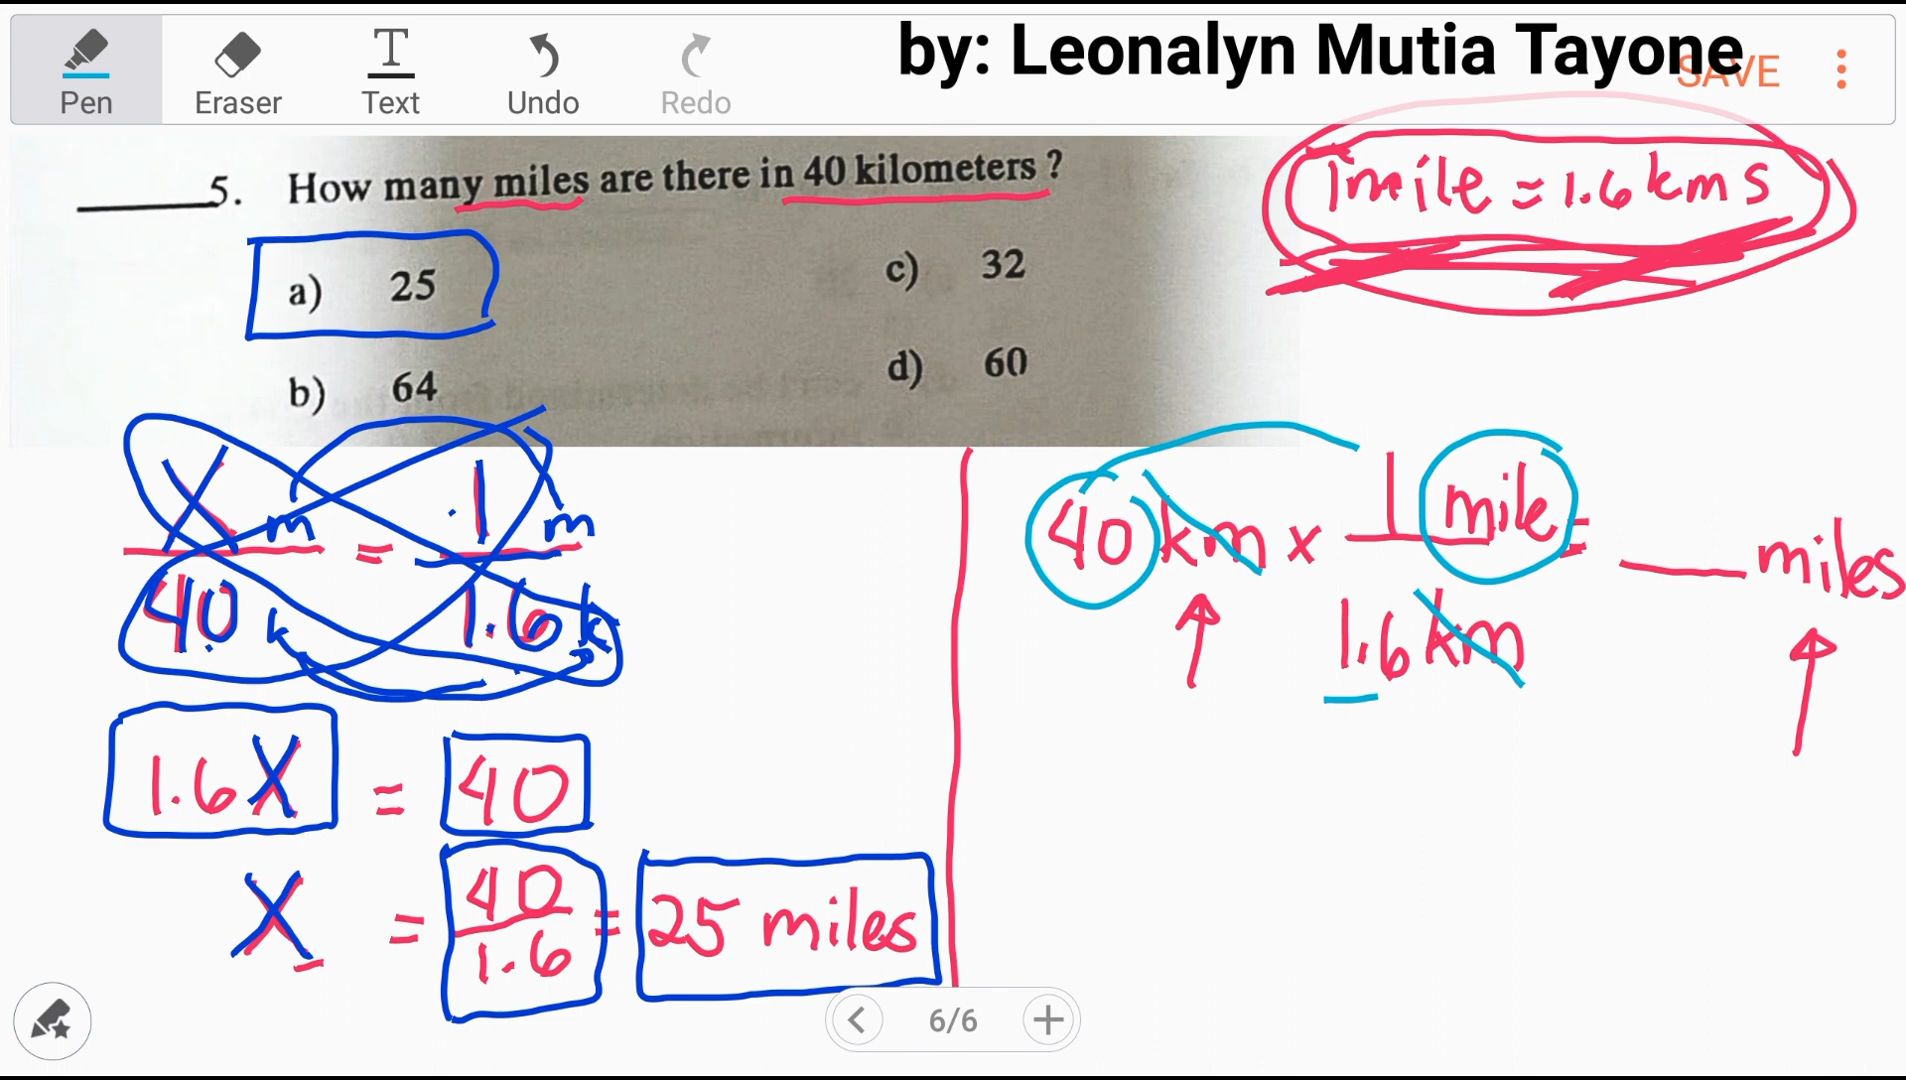 by: Leonalyn Mutia Tayone
Pen Eraser Text Undo Redo SAVE
1mile = 1.6 kms
5. How many miles are there in 40 kilometers ?
a) 25
c) 32
b) 64
d) 60
X m = 1 m
40 k 1.6 k
1.6X = 40
X = 40 = 25 miles
1.6
40 km x 1 mile = ___ miles
1.6 km
6/6